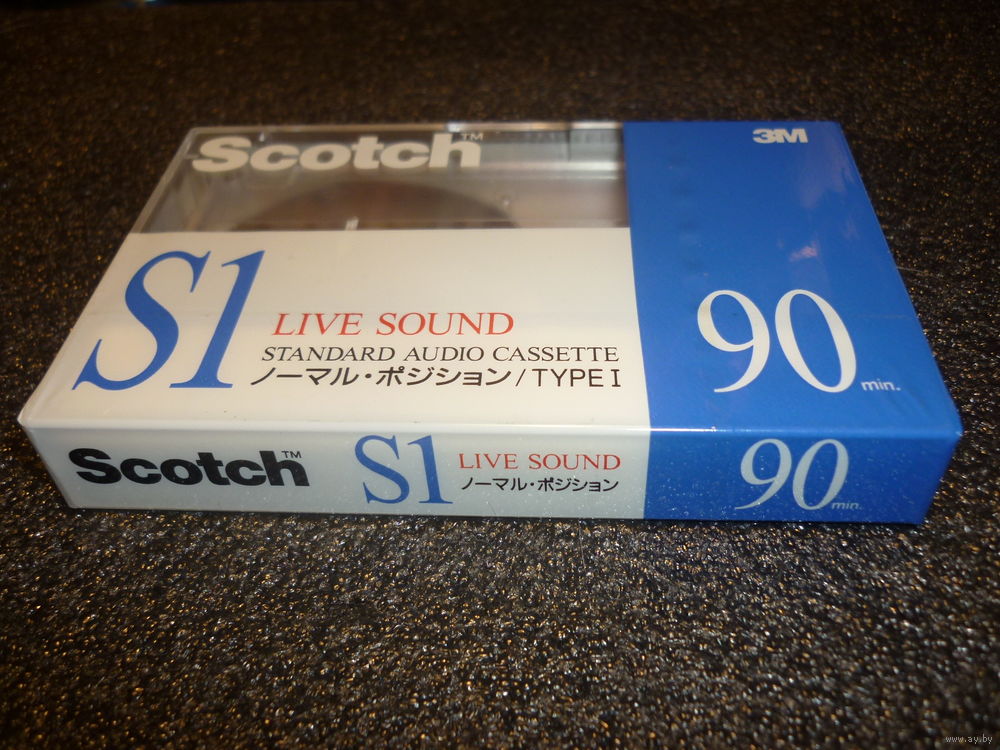 Scotch™
3M
S1
LIVE SOUND
STANDARD AUDIO CASSETTE
ノーマル・ポジション/TYPE I
90 min.
Scotch™
S1
LIVE SOUND
ノーマル・ポジション
90 min.
www.ay.by